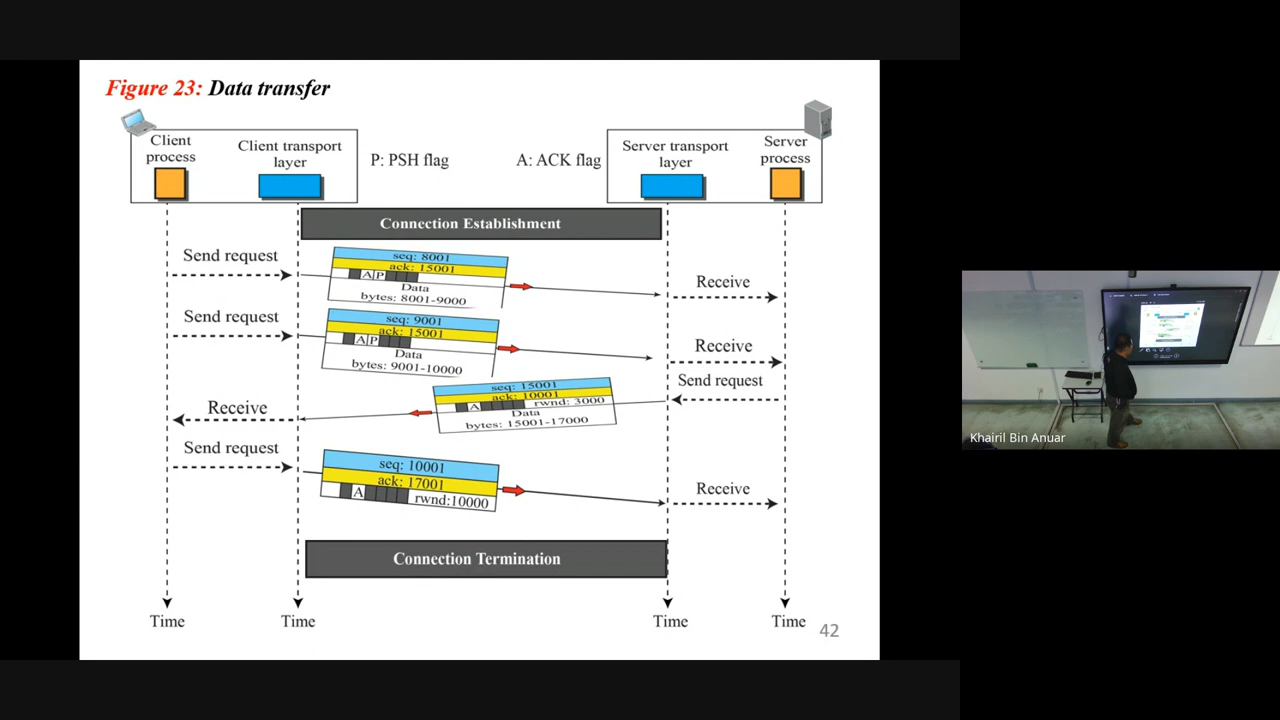 Figure 23: Data transfer
Client
process
Client transport
layer
P: PSH flag
A: ACK flag
Server transport
layer
Server
process
Connection Establishment
Send request
seq: 8001
ack: 15001
A P
Data
bytes: 8001-9000
Receive
Send request
seq: 9001
ack: 15001
A P
Data
bytes: 9001-10000
Receive
Send request
seq: 15001
ack: 10001
A
rwnd: 3000
Data
bytes: 15001-17000
Receive
Send request
seq: 10001
ack: 17001
A
rwnd:10000
Receive
Connection Termination
Time
Time
Time
Time
42
Khairil Bin Anuar